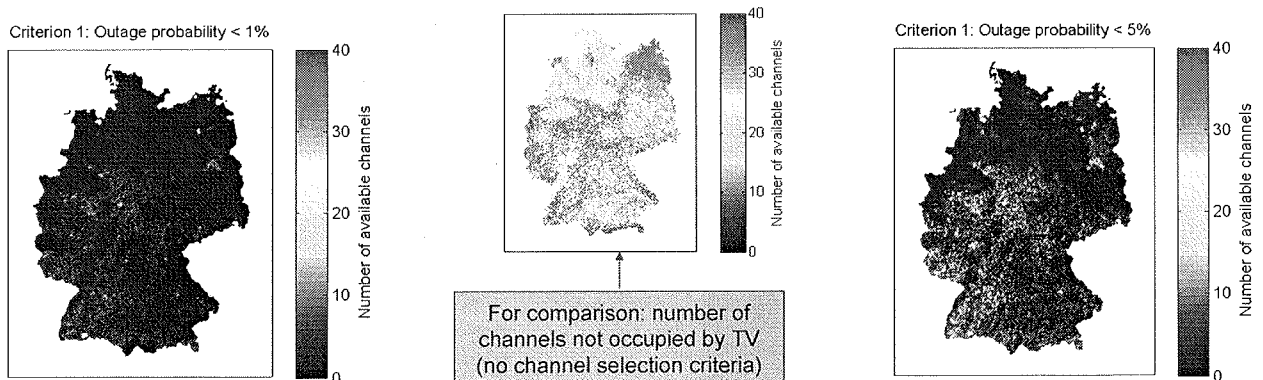 Criterion 1: Outage probability < 1%
40
30
20
10
0
Number of available channels
40
30
20
10
0
Number of available channels
For comparison: number of
channels not occupied by TV
(no channel selection criteria)
Criterion 1: Outage probability < 5%
40
30
20
10
0
Number of available channels